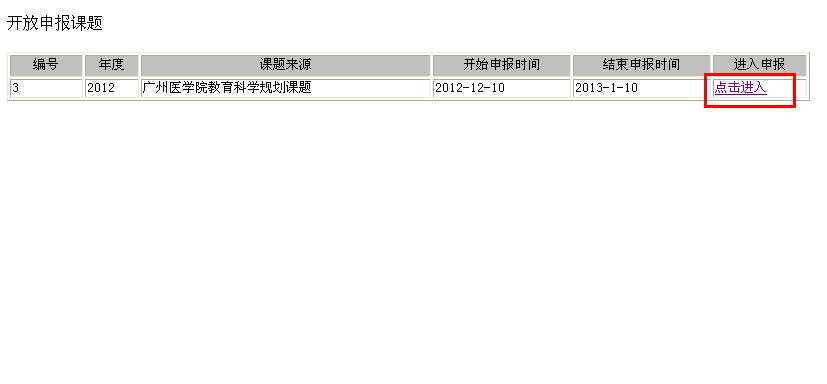 开放申报课题
编号 年度 课题来源 开始申报时间 结束申报时间 进入申报
3 2012 广州医学院教育科学规划课题 2012-12-10 2013-1-10 点击进入